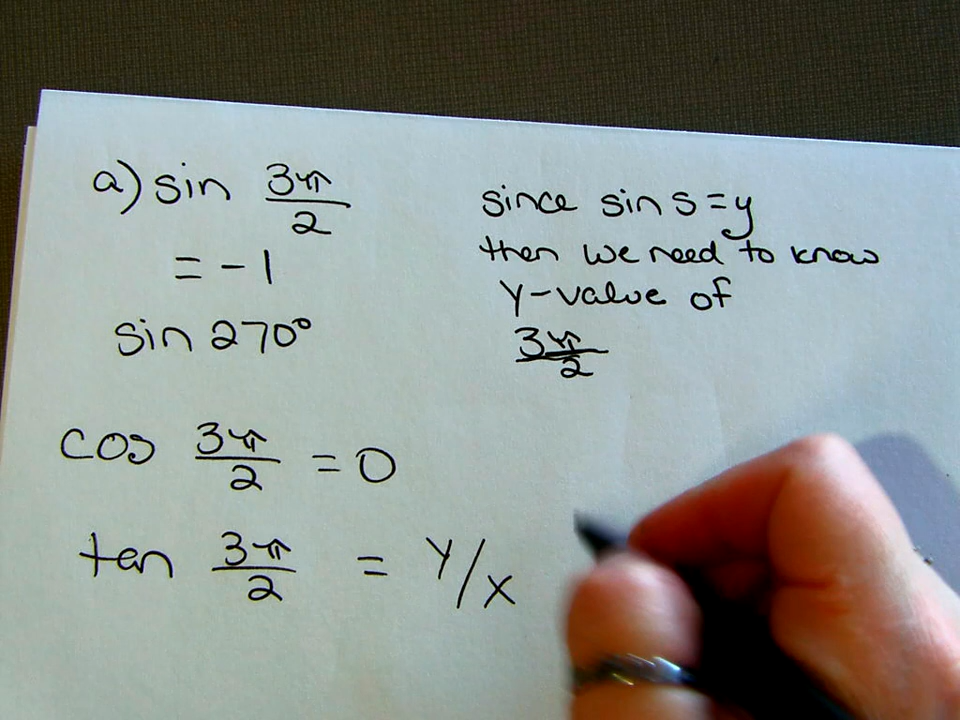 a) sin 3π/2
= -1
sin 270°
since sin s = y
then we need to know
y-value of
3π/2
cos 3π/2 = 0
tan 3π/2 = y/x